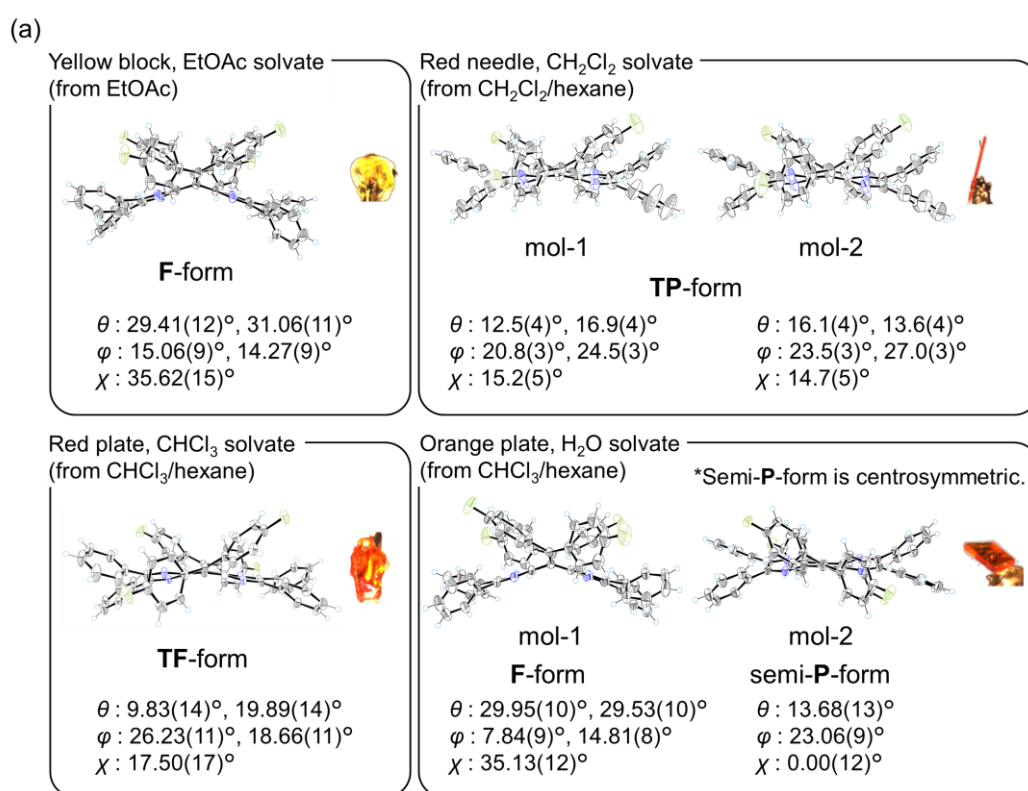 (a)
Yellow block, EtOAc solvate
(from EtOAc)
F-form
θ : 29.41(12)°, 31.06(11)°
φ : 15.06(9)°, 14.27(9)°
χ : 35.62(15)°
Red needle, CH₂Cl₂ solvate
(from CH₂Cl₂/hexane)
mol-1
mol-2
TP-form
θ : 12.5(4)°, 16.9(4)°
φ : 20.8(3)°, 24.5(3)°
χ : 15.2(5)°
θ : 16.1(4)°, 13.6(4)°
φ : 23.5(3)°, 27.0(3)°
χ : 14.7(5)°
Red plate, CHCl₃ solvate
(from CHCl₃/hexane)
TF-form
θ : 9.83(14)°, 19.89(14)°
φ : 26.23(11)°, 18.66(11)°
χ : 17.50(17)°
Orange plate, H₂O solvate
(from CHCl₃/hexane)
*Semi-P-form is centrosymmetric.
mol-1
F-form
θ : 29.95(10)°, 29.53(10)°
φ : 7.84(9)°, 14.81(8)°
χ : 35.13(12)°
mol-2
semi-P-form
θ : 13.68(13)°
φ : 23.06(9)°
χ : 0.00(12)°